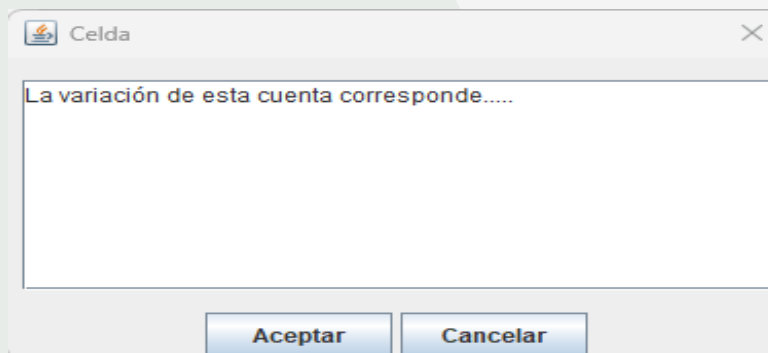 Celda
La variación de esta cuenta corresponde.....
Aceptar Cancelar